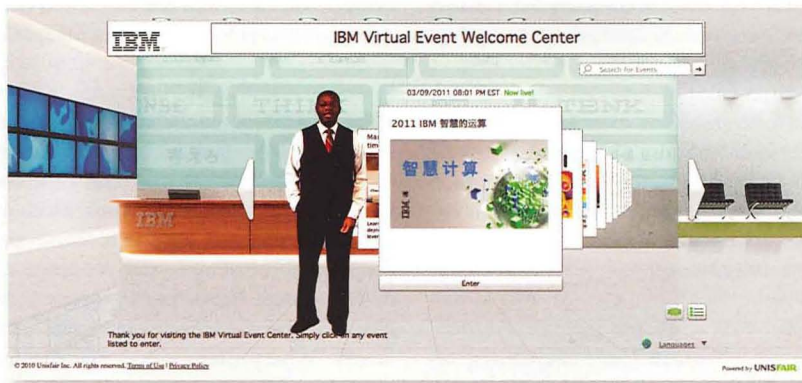 IBM
IBM Virtual Event Welcome Center
Search for Events
03/09/2011 08:01 PM EST Now live!
2011 IBM 智慧的运算
智慧计算
IBM
IBM
Enter
Thank you for visiting the IBM Virtual Event Center. Simply click on any event
listed to enter.
Languages
© 2010 Unisfair Inc. All rights reserved. Terms of Use | Privacy Policy
Powered by UNISFAIR